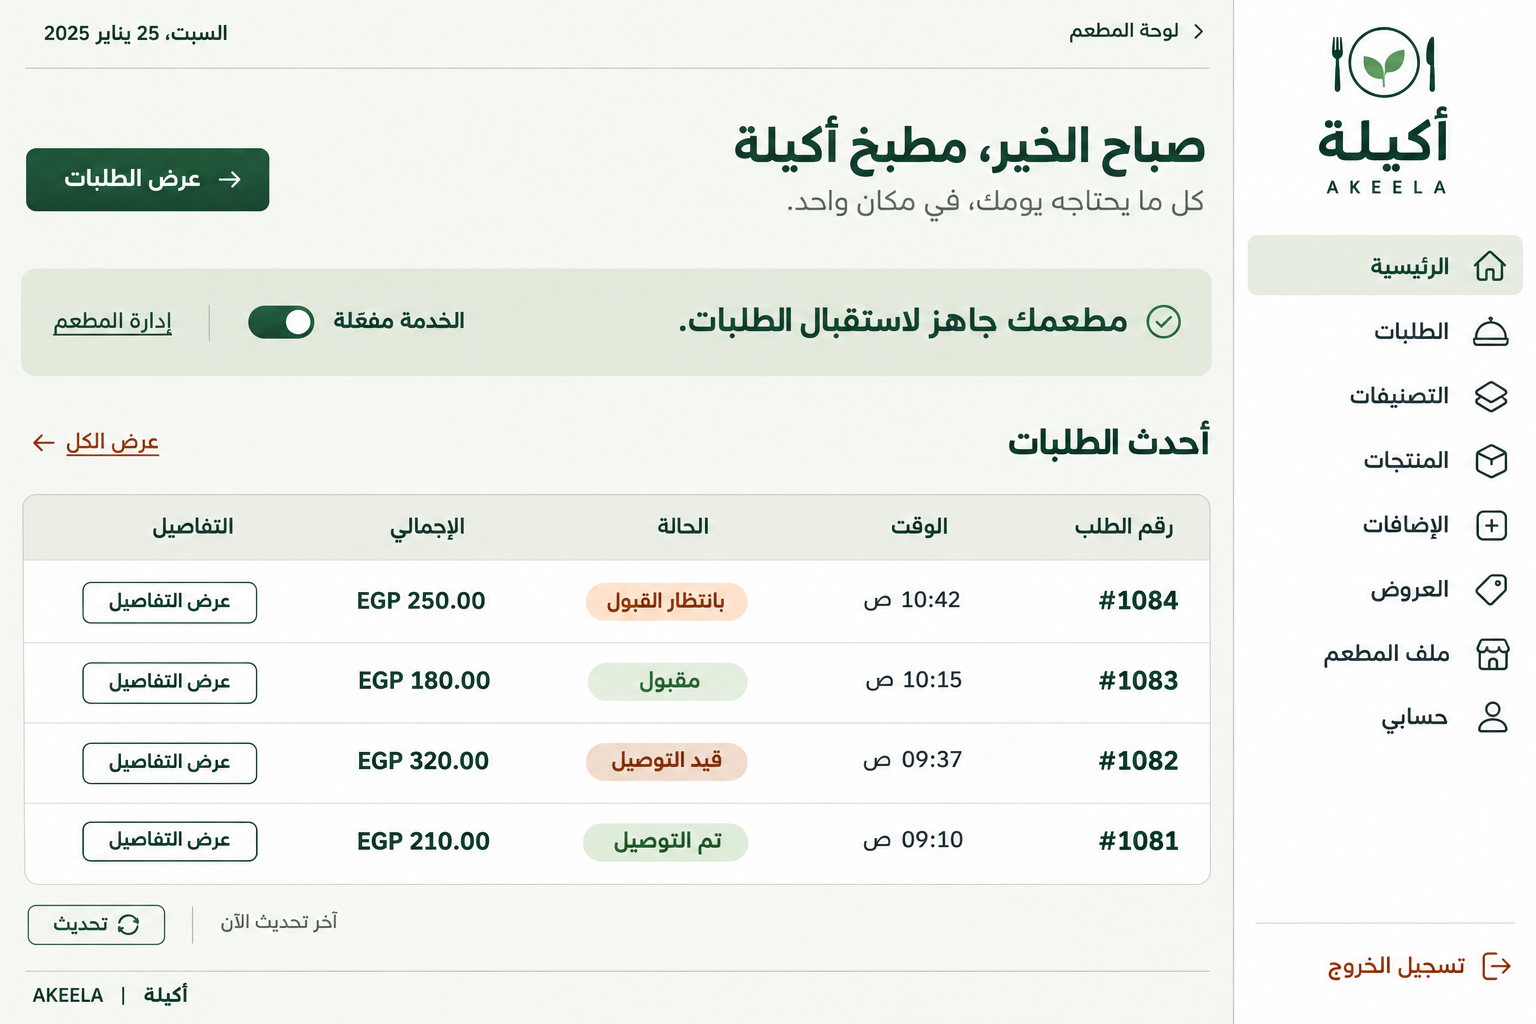 أكيلة
AKEELA
الرئيسية
الطلبات
التصنيفات
المنتجات
الإضافات
العروض
ملف المطعم
حسابي
تسجيل الخروج
لوحة المطعم
السبت، 25 يناير 2025
صباح الخير، مطبخ أكيلة
كل ما يحتاجه يومك، في مكان واحد.
عرض الطلبات
مطعمك جاهز لاستقبال الطلبات.
الخدمة مفعّلة
إدارة المطعم
أحدث الطلبات
عرض الكل
رقم الطلب الوقت الحالة الإجمالي التفاصيل
#1084 10:42 ص بانتظار القبول EGP 250.00 عرض التفاصيل
#1083 10:15 ص مقبول EGP 180.00 عرض التفاصيل
#1082 09:37 ص قيد التوصيل EGP 320.00 عرض التفاصيل
#1081 09:10 ص تم التوصيل EGP 210.00 عرض التفاصيل
آخر تحديث الآن
تحديث
أكيلة | AKEELA